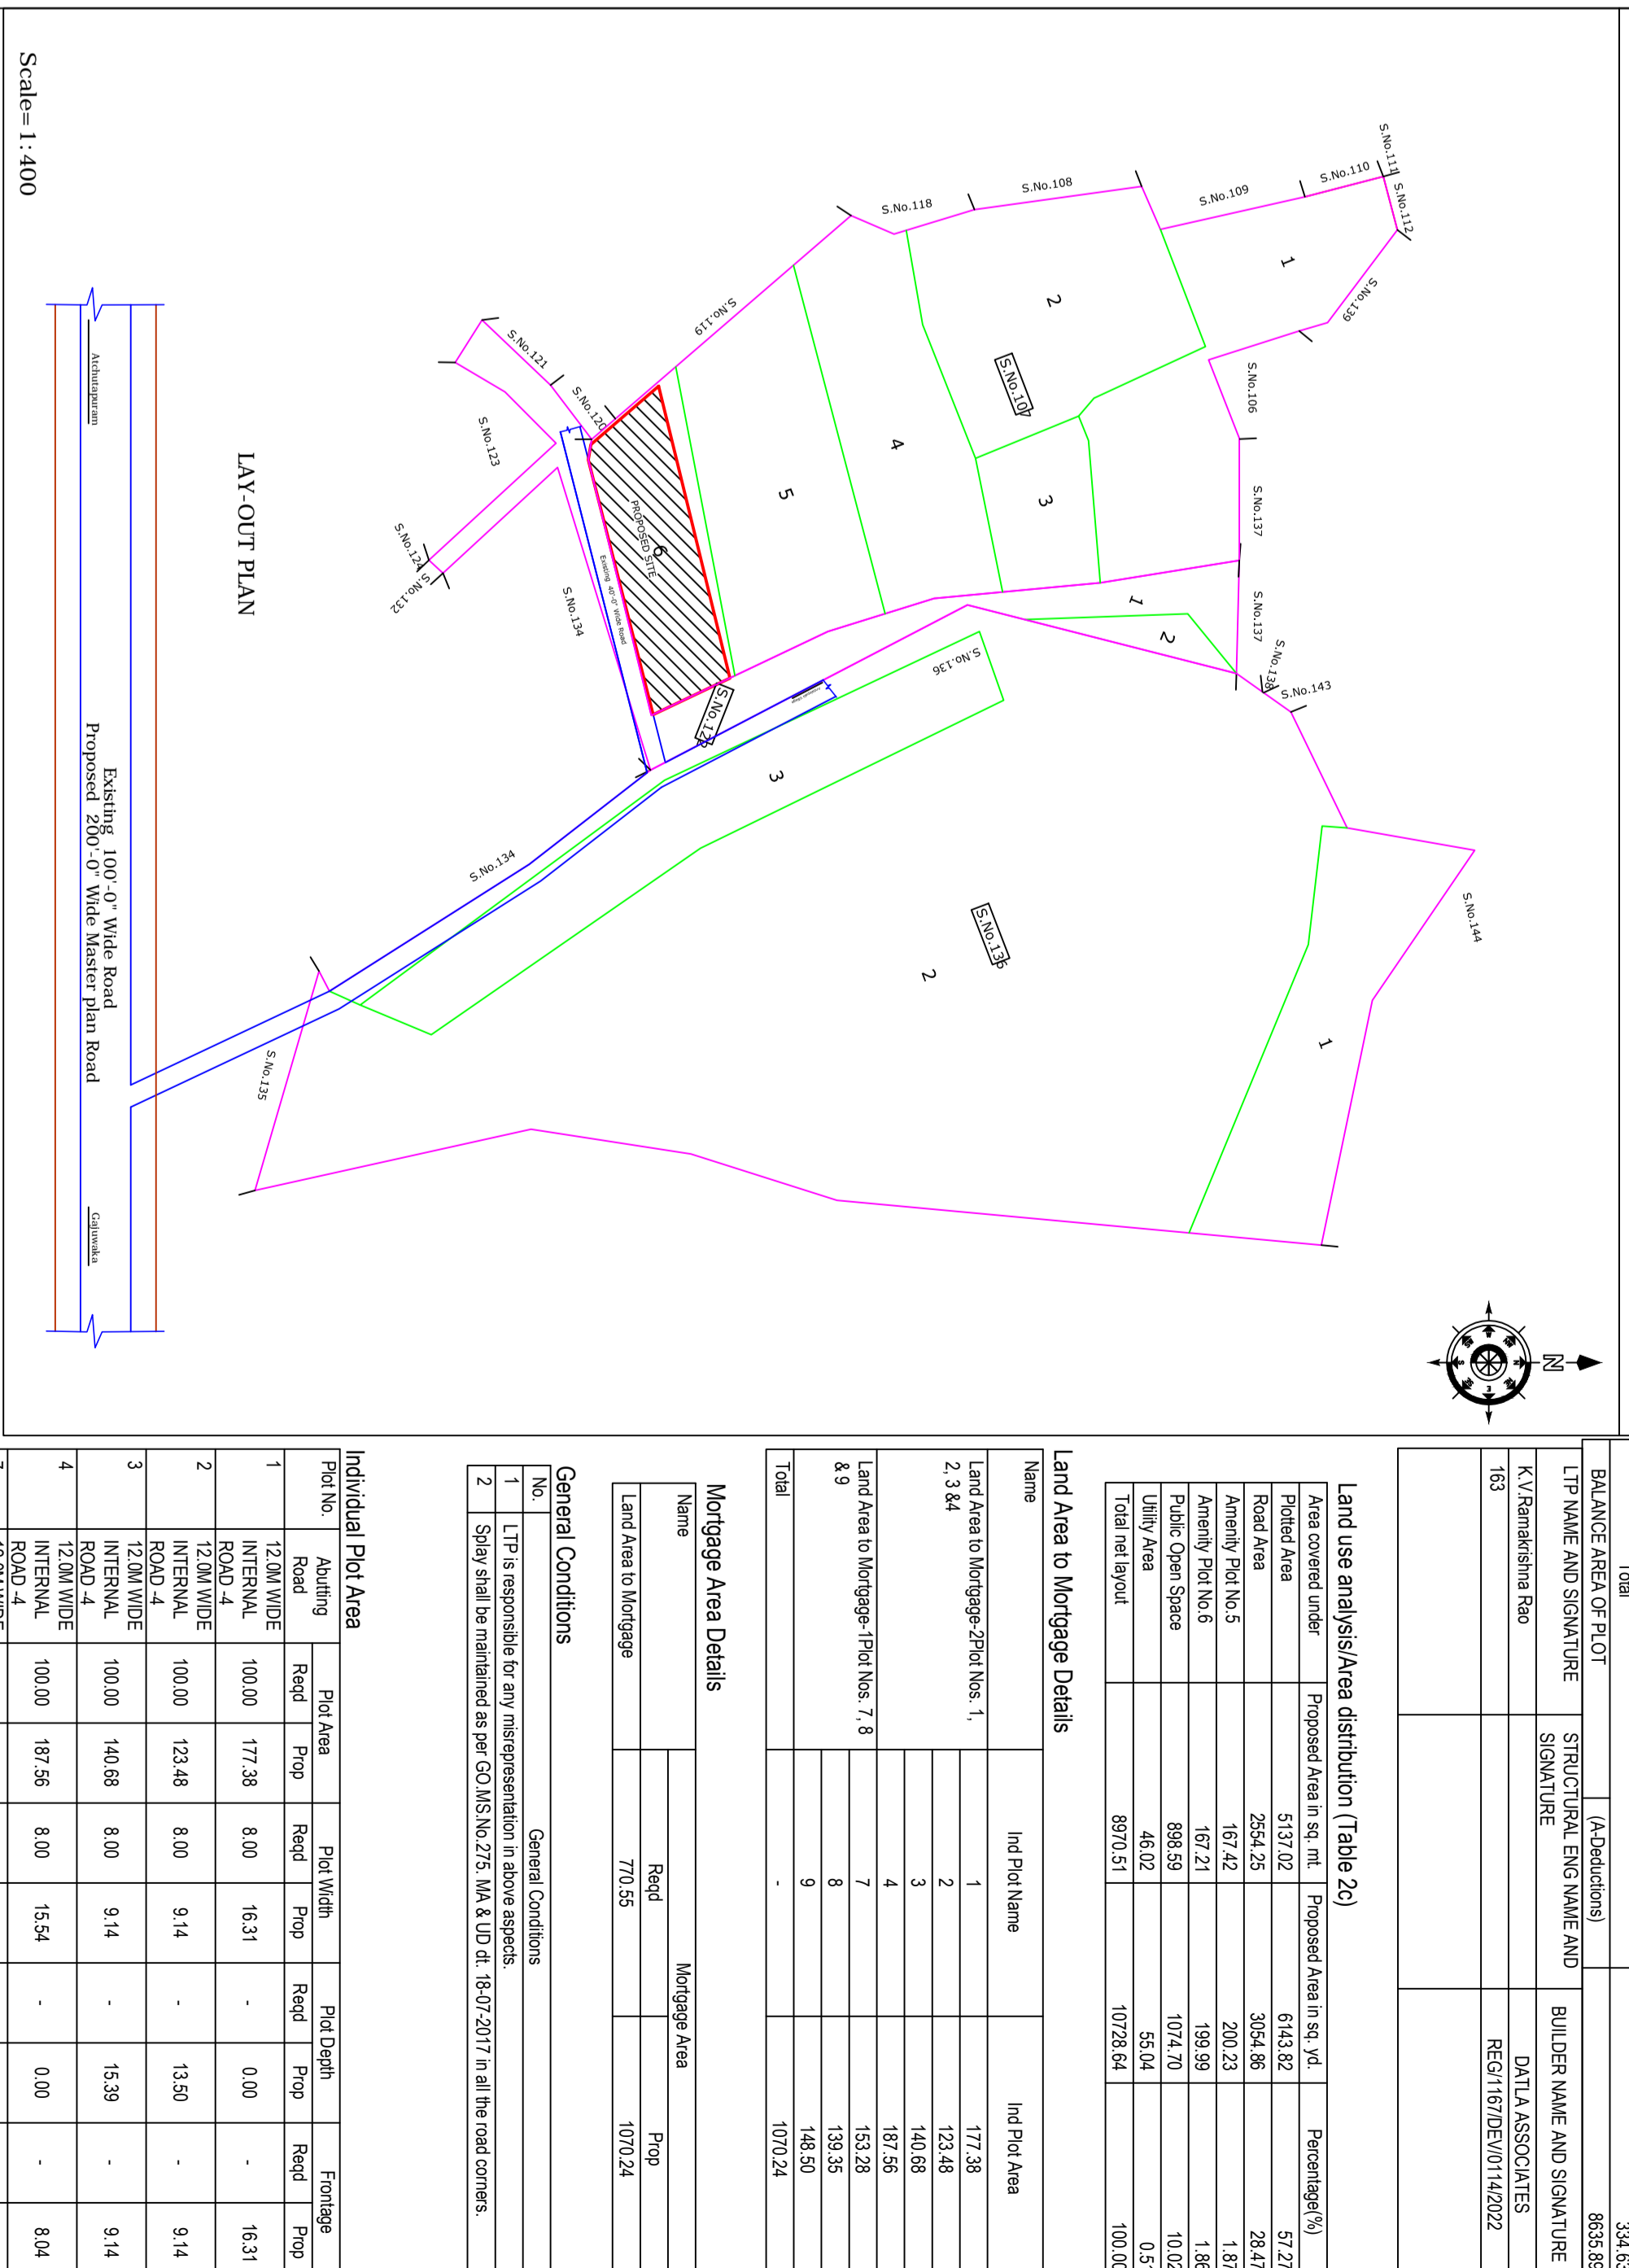 S.No.111
S.No.110
S.No.112
S.No.109
S.No.108
S.No.118
S.No.139
S.No.106
S.No.119
S.No.137
S.No.137
S.No.138
S.No.143
S.No.144
S.No.121
S.No.120
S.No.123
S.No.124
S.No.132
S.No.134
S.No.136
S.No.134
S.No.135
1
2
S.No.107
3
4
5
6
PROPOSED SITE
Existing 40'-0" Wide Road
1
2
3
2
S.No.136
1
N
LAY-OUT PLAN
Atchutapuram
Existing 100'-0" Wide Road
Proposed 200'-0" Wide Master plan Road
Gajuwaka
Scale=1:400
Total 334.63
BALANCE AREA OF PLOT (A-Deductions) 8635.89
LTP NAME AND SIGNATURE STRUCTURAL ENG NAME AND SIGNATURE BUILDER NAME AND SIGNATURE
K.V.Ramakrishna Rao DATLA ASSOCIATES
163 REG/1167/DEV/0114/2022
Land use analysis/Area distribution (Table 2c)
Area covered under Proposed Area in sq. mt. Proposed Area in sq. yd. Percentage(%)
Plotted Area 5137.02 6143.82 57.27
Road Area 2554.25 3054.86 28.47
Amenity Plot No.5 167.42 200.23 1.87
Amenity Plot No.6 167.21 199.99 1.86
Public Open Space 898.59 1074.70 10.02
Utility Area 46.02 55.04 0.51
Total net layout 8970.51 10728.64 100.00
Land Area to Mortgage Details
Name Ind Plot Name Ind Plot Area
Land Area to Mortgage-2Plot Nos. 1, 2, 3 &4
1 177.38
2 123.48
3 140.68
4 187.56
Land Area to Mortgage-1Plot Nos. 7, 8 & 9
7 153.28
8 139.35
9 148.50
Total - 1070.24
Mortgage Area Details
Name Mortgage Area
Reqd Prop
Land Area to Mortgage 770.55 1070.24
General Conditions
No. General Conditions
1 LTP is responsible for any misrepresentation in above aspects.
2 Splay shall be maintained as per GO.MS.No.275. MA & UD dt. 18-07-2017 in all the road corners.
Individual Plot Area
Plot No. Abutting Road Plot Area Plot Width Plot Depth Frontage
Reqd Prop Reqd Prop Reqd Prop Reqd Prop
1 12.0M WIDE INTERNAL ROAD -4 100.00 177.38 8.00 16.31 - 0.00 - 16.31
2 12.0M WIDE INTERNAL ROAD -4 100.00 123.48 8.00 9.14 - 13.50 - 9.14
3 12.0M WIDE INTERNAL ROAD -4 100.00 140.68 8.00 9.14 - 15.39 - 9.14
4 12.0M WIDE INTERNAL ROAD -4 100.00 187.56 8.00 15.54 - 0.00 - 8.04